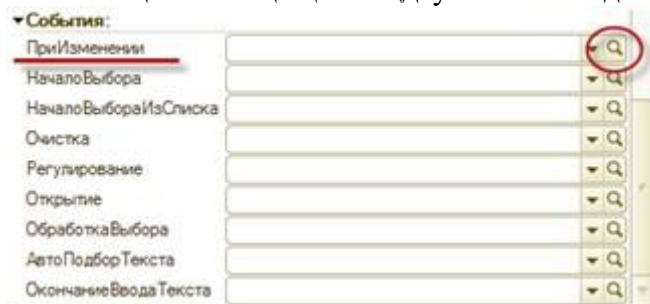 События:
ПриИзменении
НачалоВыбора
НачалоВыбораИзСписка
Очистка
Регулирование
Открытие
ОбработкаВыбора
АвтоПодборТекста
ОкончаниеВводаТекста